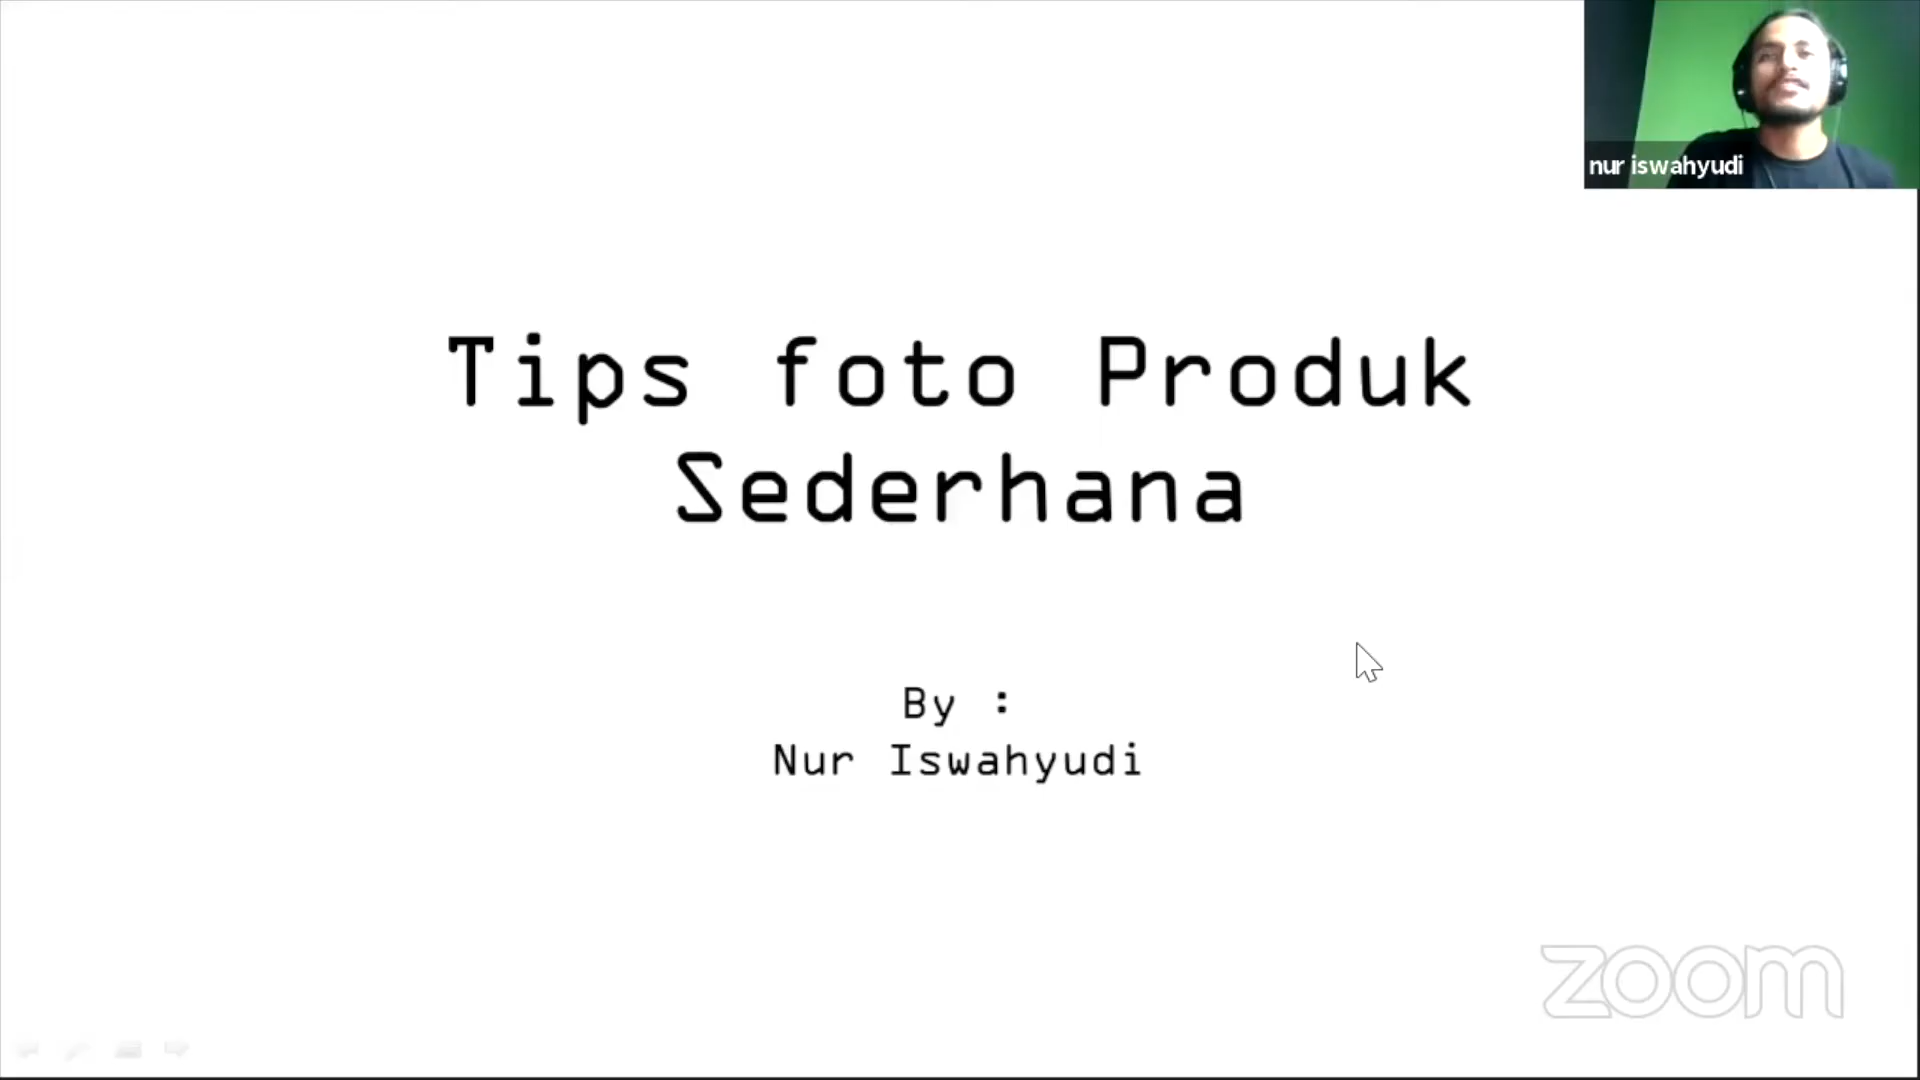 nur iswahyudi
Tips foto Produk
Sederhana
By :
Nur Iswahyudi
zoom